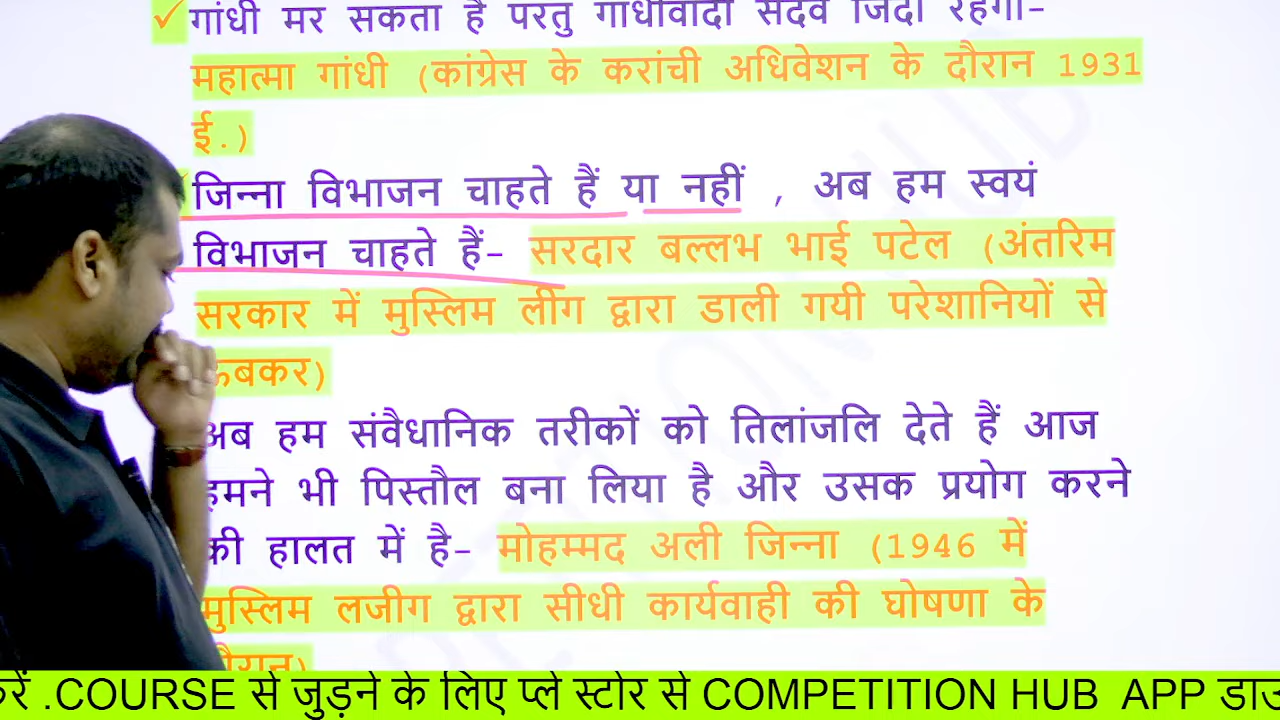 गांधी मर सकता है परंतु गांधीवादी सदैव जिंदा रहेगा-
महात्मा गांधी (कांग्रेस के करांची अधिवेशन के दौरान 1931
ई.)
जिन्ना विभाजन चाहते हैं या नहीं , अब हम स्वयं
विभाजन चाहते हैं- सरदार बल्लभ भाई पटेल (अंतरिम
सरकार में मुस्लिम लीग द्वारा डाली गयी परेशानियों से
ऊबकर)
अब हम संवैधानिक तरीकों को तिलांजलि देते हैं आज
हमने भी पिस्तौल बना लिया है और उसक प्रयोग करने
की हालत में है- मोहम्मद अली जिन्ना (1946 में
मुस्लिम लजीग द्वारा सीधी कार्यवाही की घोषणा के
दौरान)
करें .COURSE से जुड़ने के लिए प्ले स्टोर से COMPETITION HUB APP